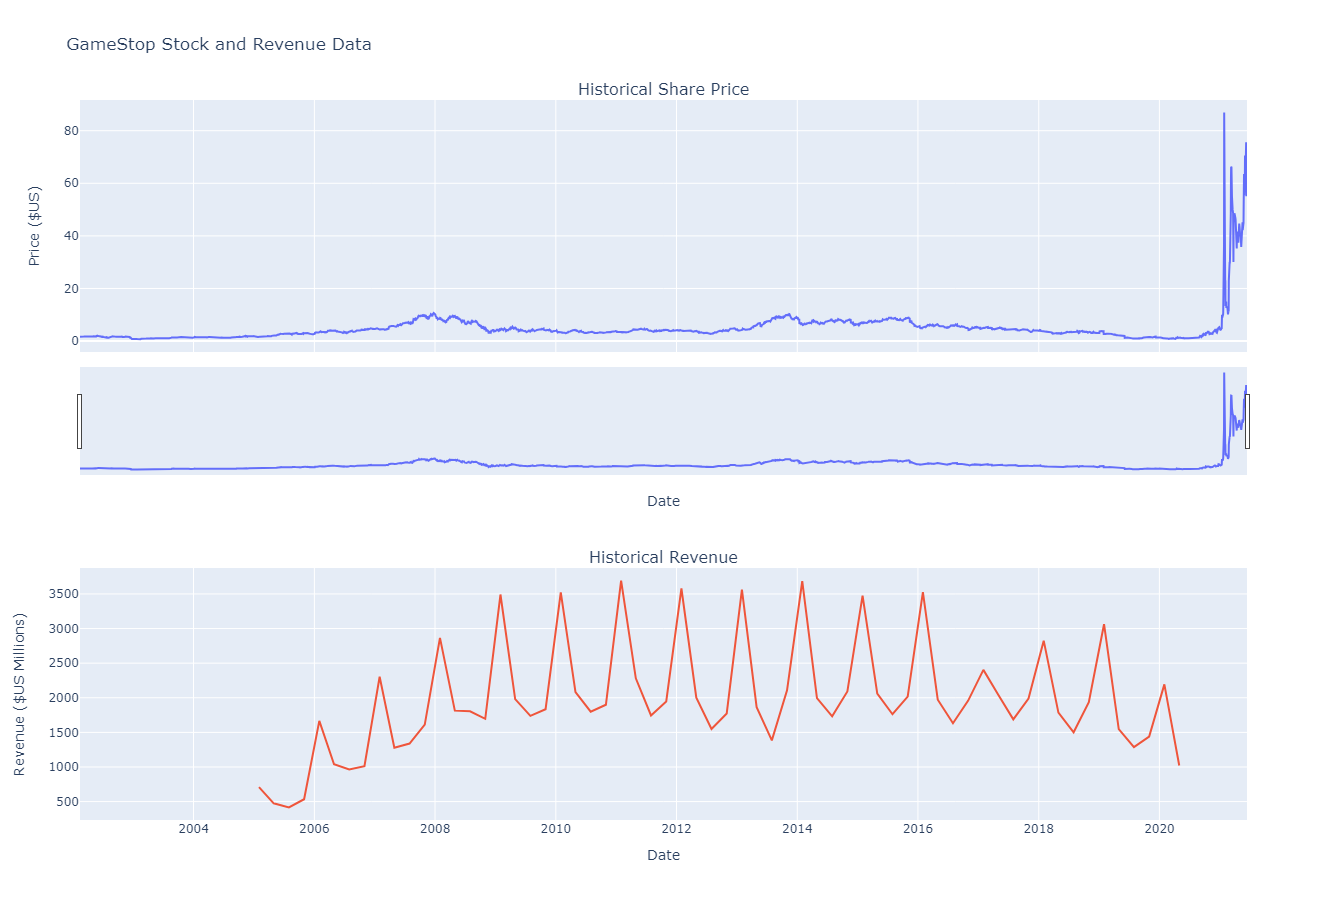 GameStop Stock and Revenue Data
Historical Share Price
80
60
40
20
0
Price ($US)
Date
Historical Revenue
3500
3000
2500
2000
1500
1000
500
Revenue ($US Millions)
2004 2006 2008 2010 2012 2014 2016 2018 2020
Date